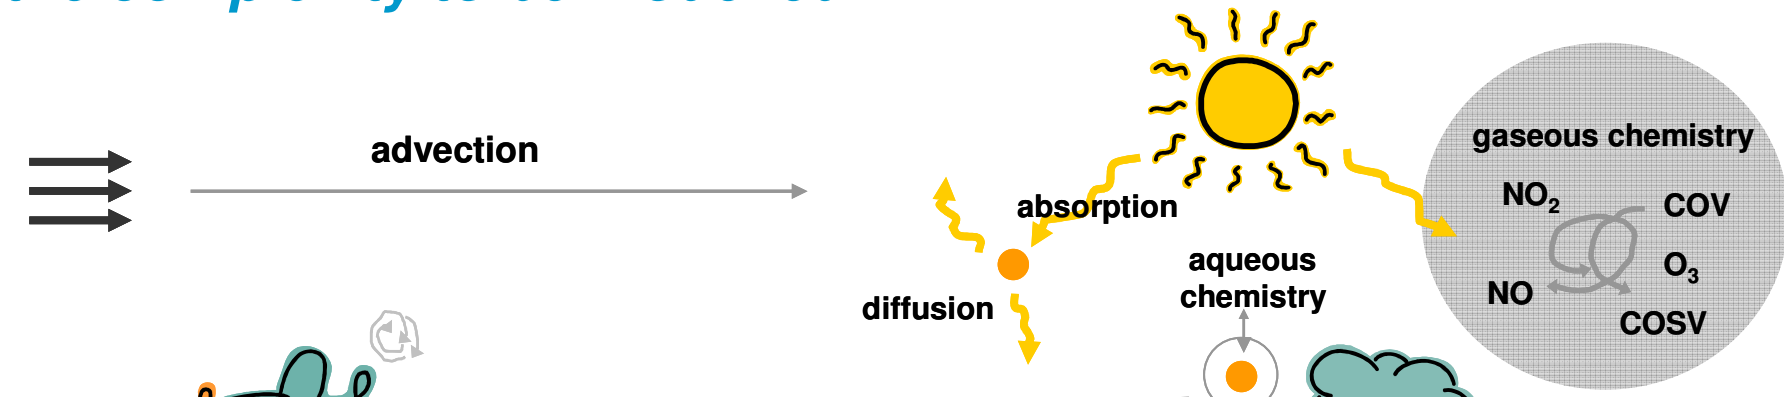 advection
absorption
diffusion
aqueous
chemistry
gaseous chemistry
NO₂
COV
O₃
NO
COSV